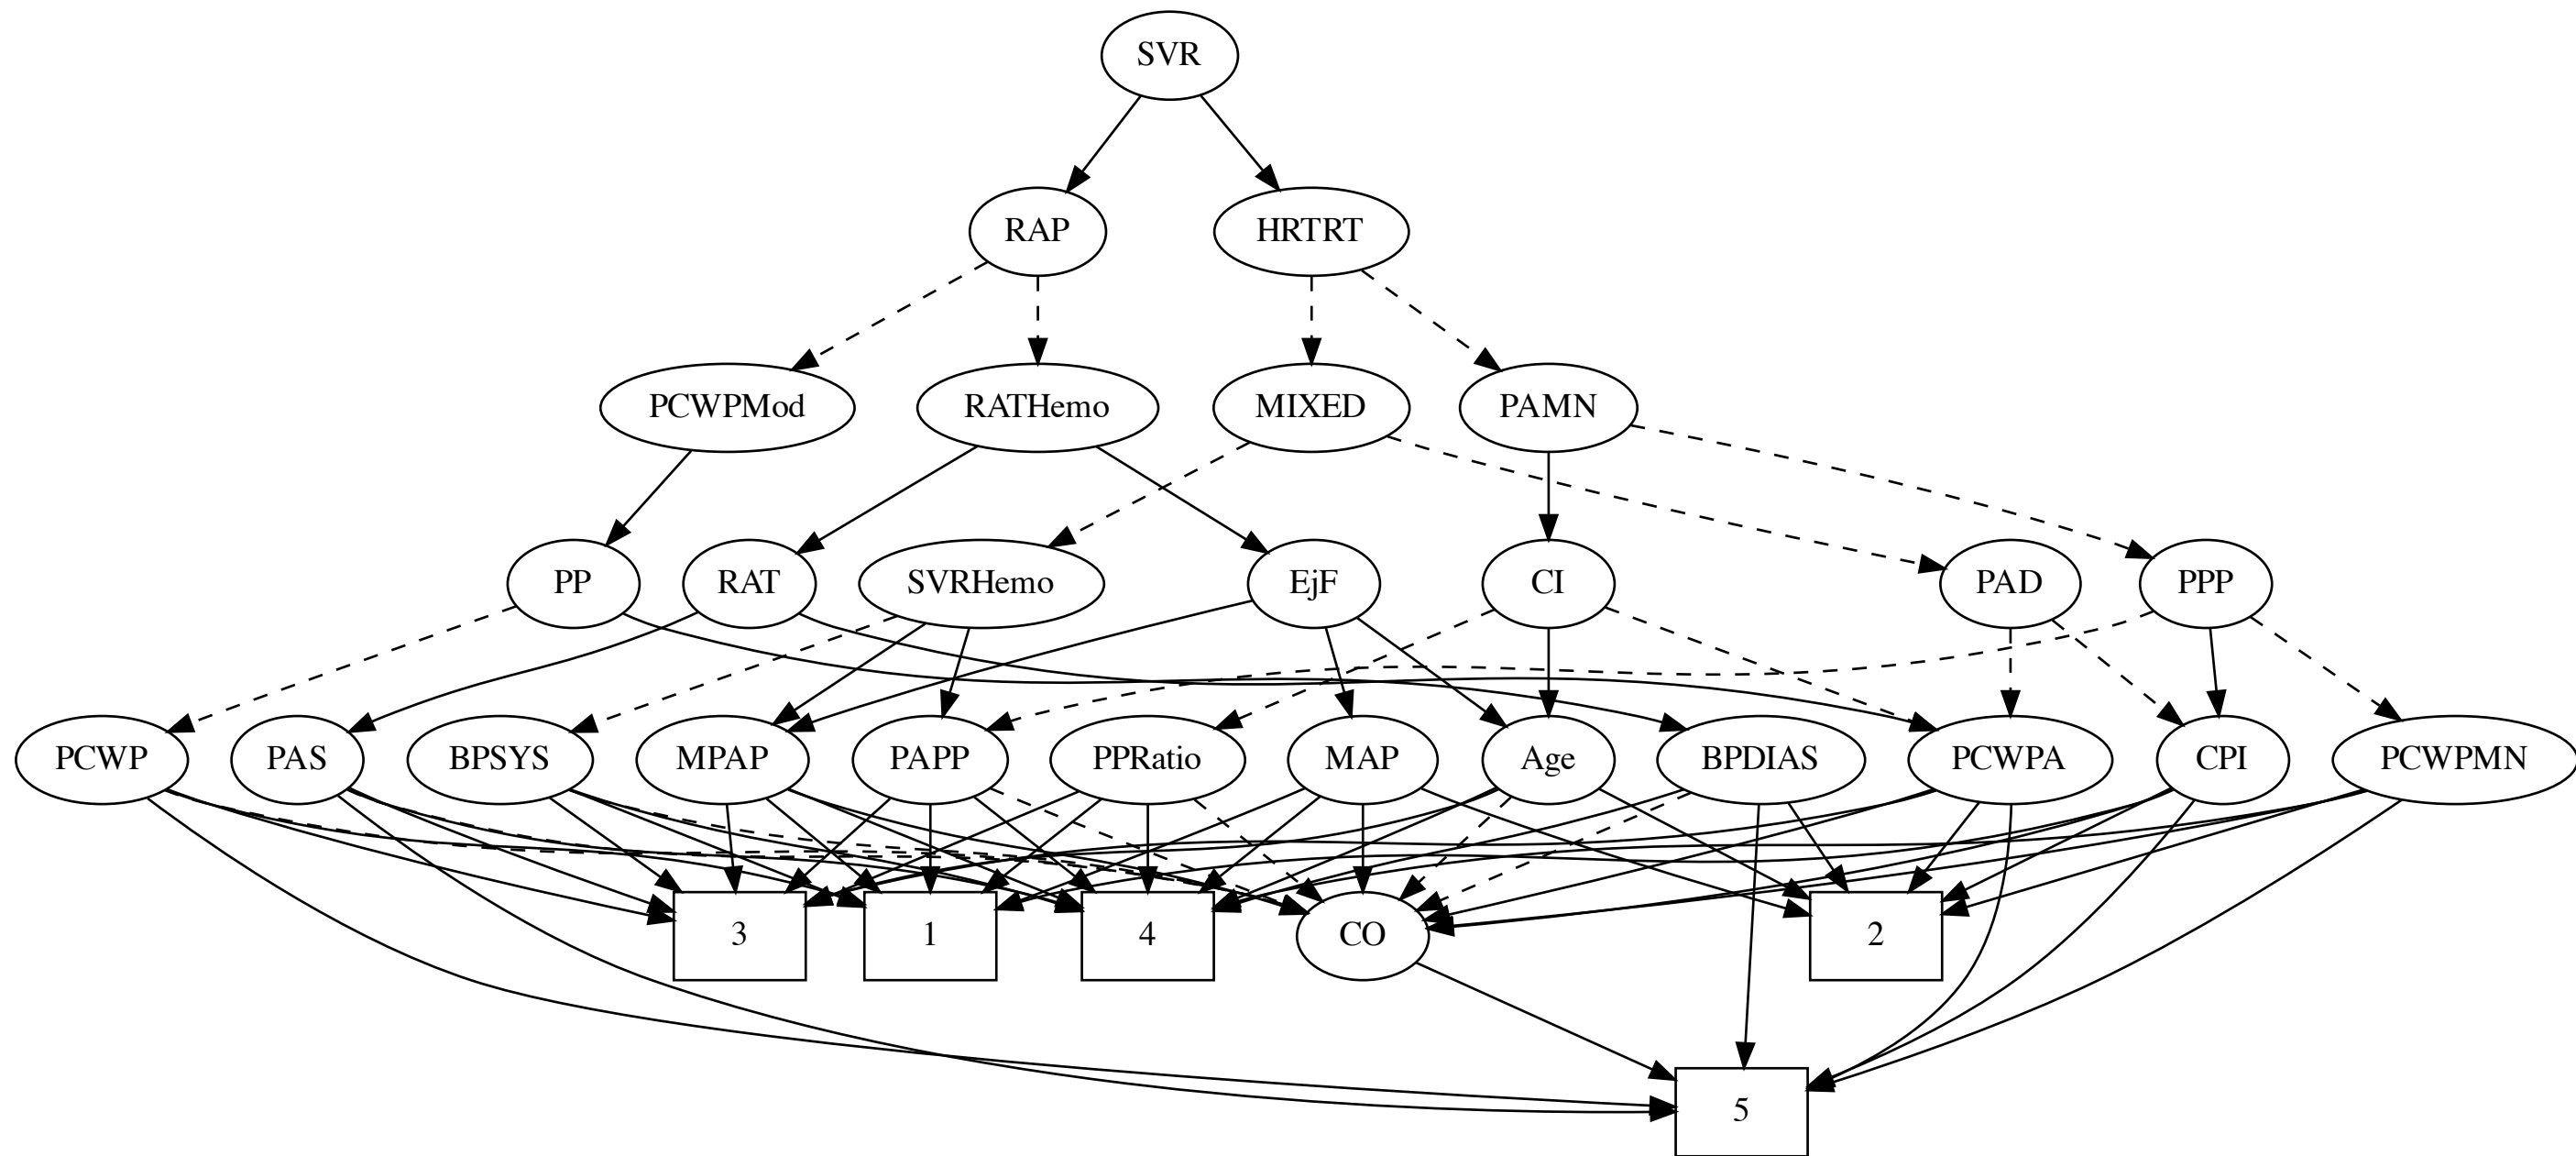 SVR
RAP
HRTRT
PCWPMod
RATHemo
MIXED
PAMN
PP
RAT
SVRHemo
EjF
CI
PAD
PPP
PCWP
PAS
BPSYS
MPAP
PAPP
PPRatio
MAP
Age
BPDIAS
PCWPA
CPI
PCWPMN
3
1
4
CO
2
5